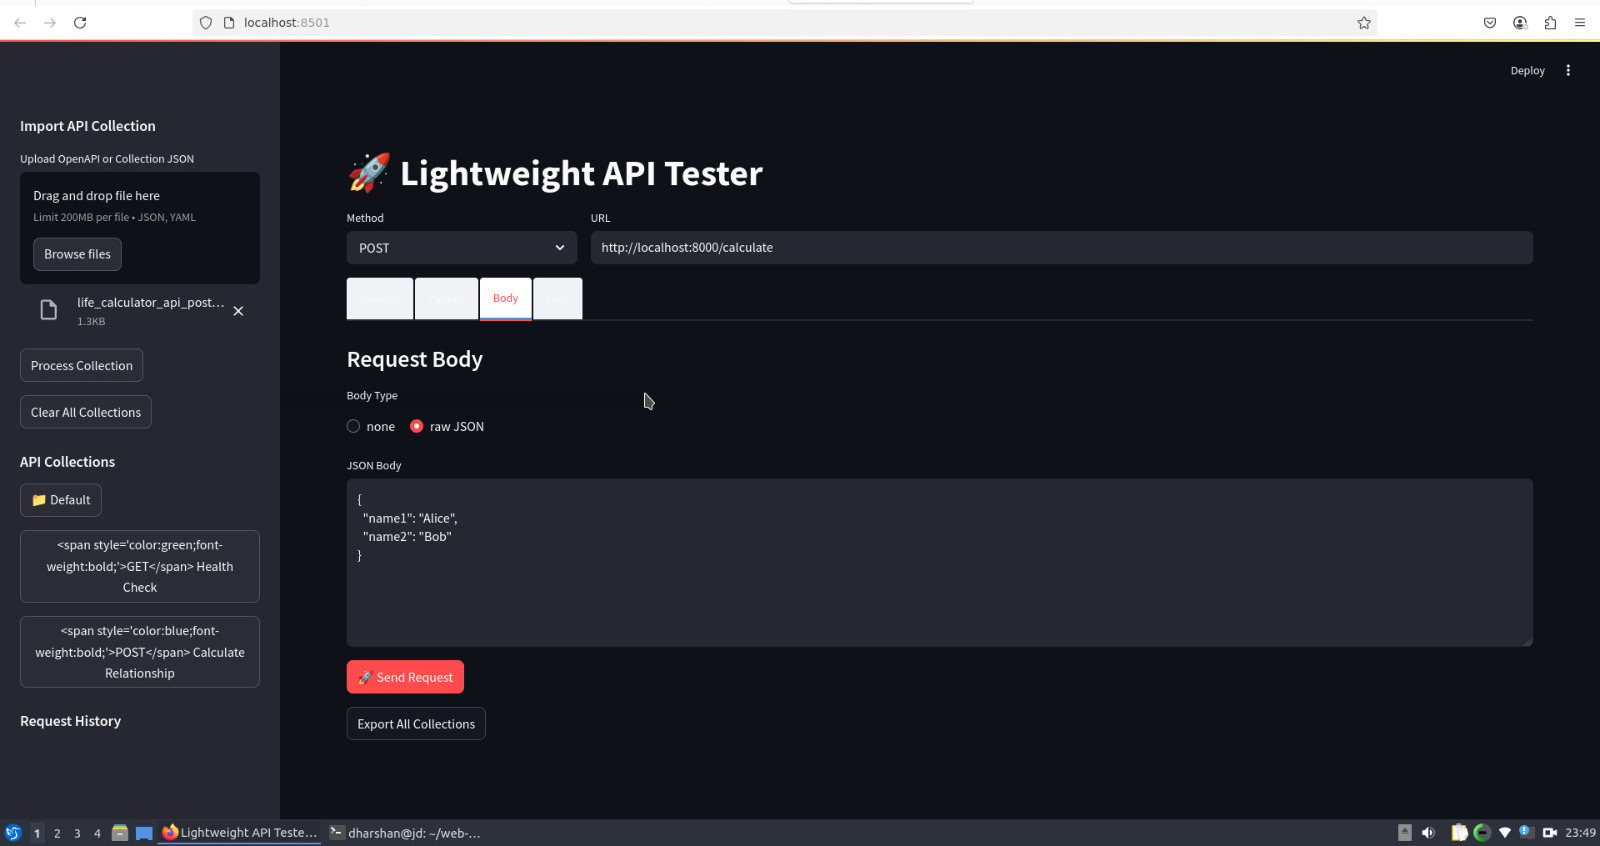 localhost:8501
Deploy
Import API Collection
Upload OpenAPI or Collection JSON
Drag and drop file here
Limit 200MB per file • JSON, YAML
Browse files
life_calculator_api_post...
1.3KB
Process Collection
Clear All Collections
API Collections
Default
<span style='color:green;font-
weight:bold;'>GET</span> Health
Check
<span style='color:blue;font-
weight:bold;'>POST</span> Calculate
Relationship
Request History
Lightweight API Tester
Method
URL
POST
http://localhost:8000/calculate
Body
Request Body
Body Type
none
raw JSON
JSON Body
{
"name1": "Alice",
"name2": "Bob"
}
Send Request
Export All Collections
1 2 3 4
Lightweight API Teste...
dharshan@jd: ~/web-...
23:49